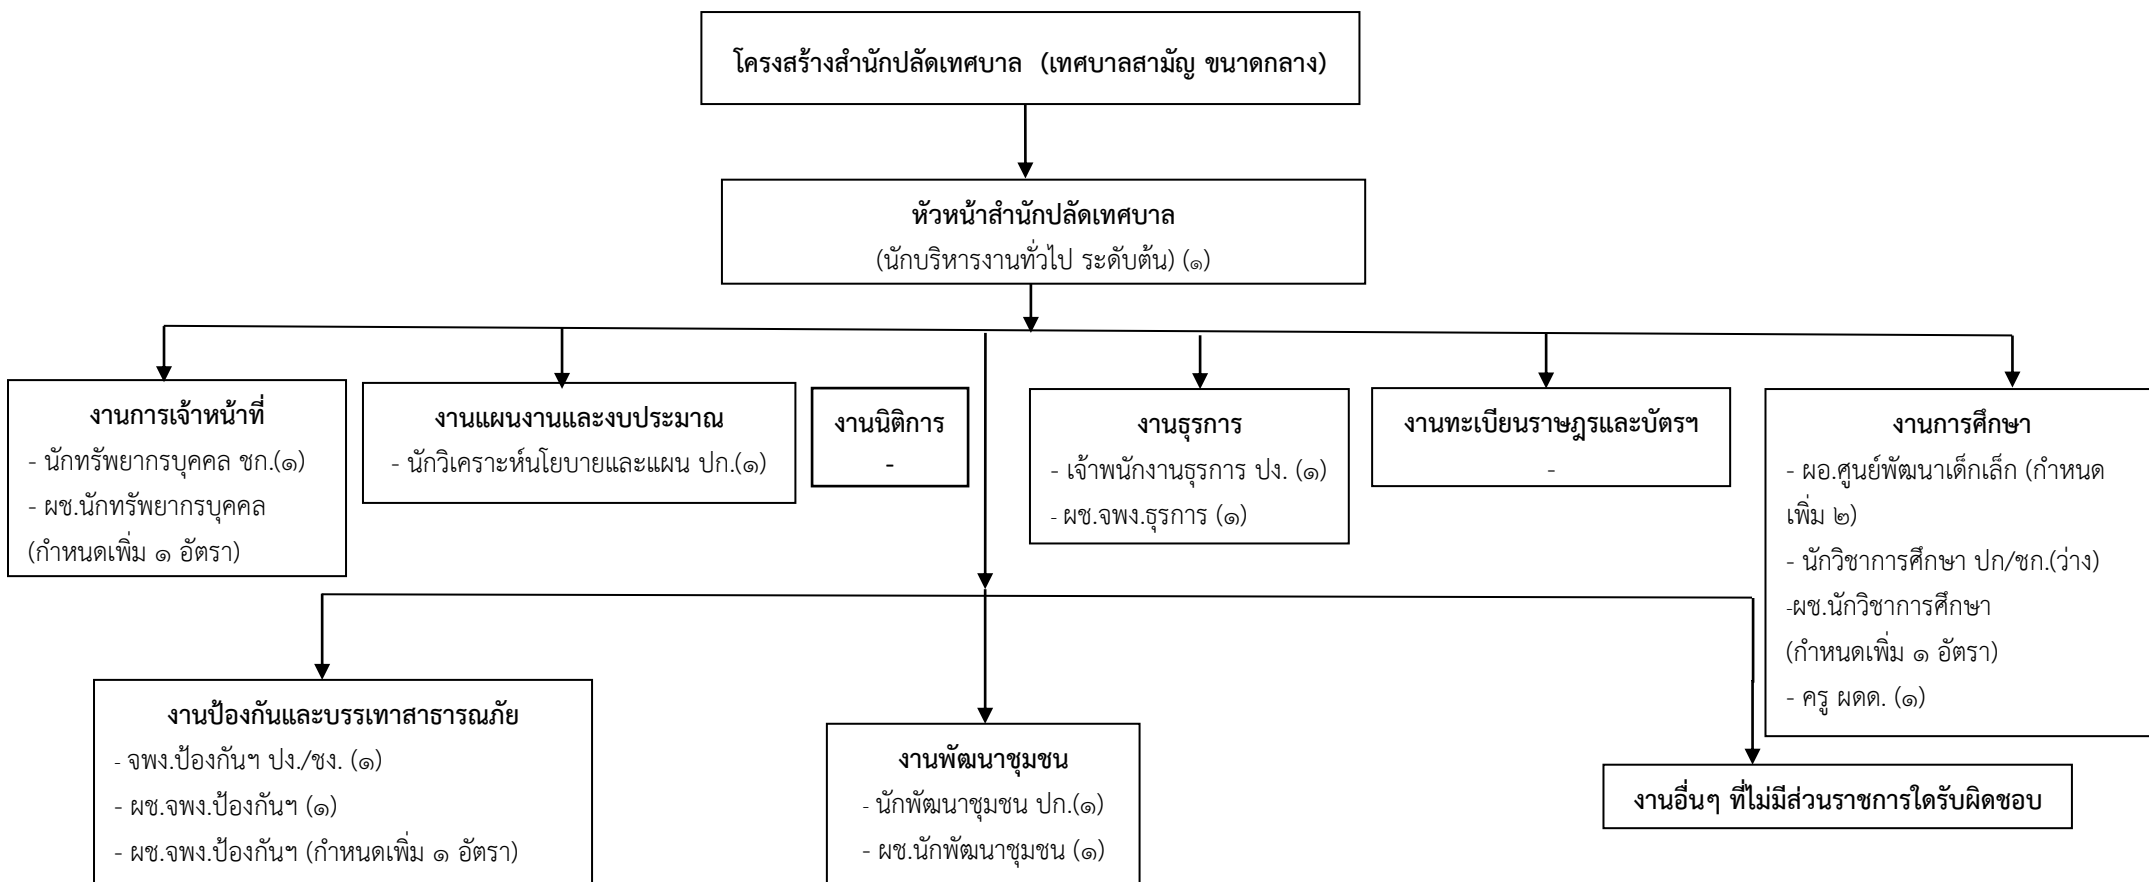 โครงสร้างสำนักปลัดเทศบาล (เทศบาลสามัญ ขนาดกลาง)
หัวหน้าสำนักปลัดเทศบาล
(นักบริหารงานทั่วไป ระดับต้น) (๑)
งานการเจ้าหน้าที่
- นักทรัพยากรบุคคล ชก.(๑)
- ผช.นักทรัพยากรบุคคล
(กำหนดเพิ่ม ๑ อัตรา)
งานแผนงานและงบประมาณ
- นักวิเคราะห์นโยบายและแผน ปก.(๑)
งานนิติการ
-
งานธุรการ
- เจ้าพนักงานธุรการ ปง. (๑)
- ผช.จพง.ธุรการ (๑)
งานทะเบียนราษฎรและบัตรฯ
-
งานการศึกษา
- ผอ.ศูนย์พัฒนาเด็กเล็ก (กำหนด
เพิ่ม ๒)
- นักวิชาการศึกษา ปก/ชก.(ว่าง)
-ผช.นักวิชาการศึกษา
(กำหนดเพิ่ม ๑ อัตรา)
- ครู ผดด. (๑)
งานป้องกันและบรรเทาสาธารณภัย
- จพง.ป้องกันฯ ปง./ชง. (๑)
- ผช.จพง.ป้องกันฯ (๑)
- ผช.จพง.ป้องกันฯ (กำหนดเพิ่ม ๑ อัตรา)
งานพัฒนาชุมชน
- นักพัฒนาชุมชน ปก.(๑)
- ผช.นักพัฒนาชุมชน (๑)
งานอื่นๆ ที่ไม่มีส่วนราชการใดรับผิดชอบ